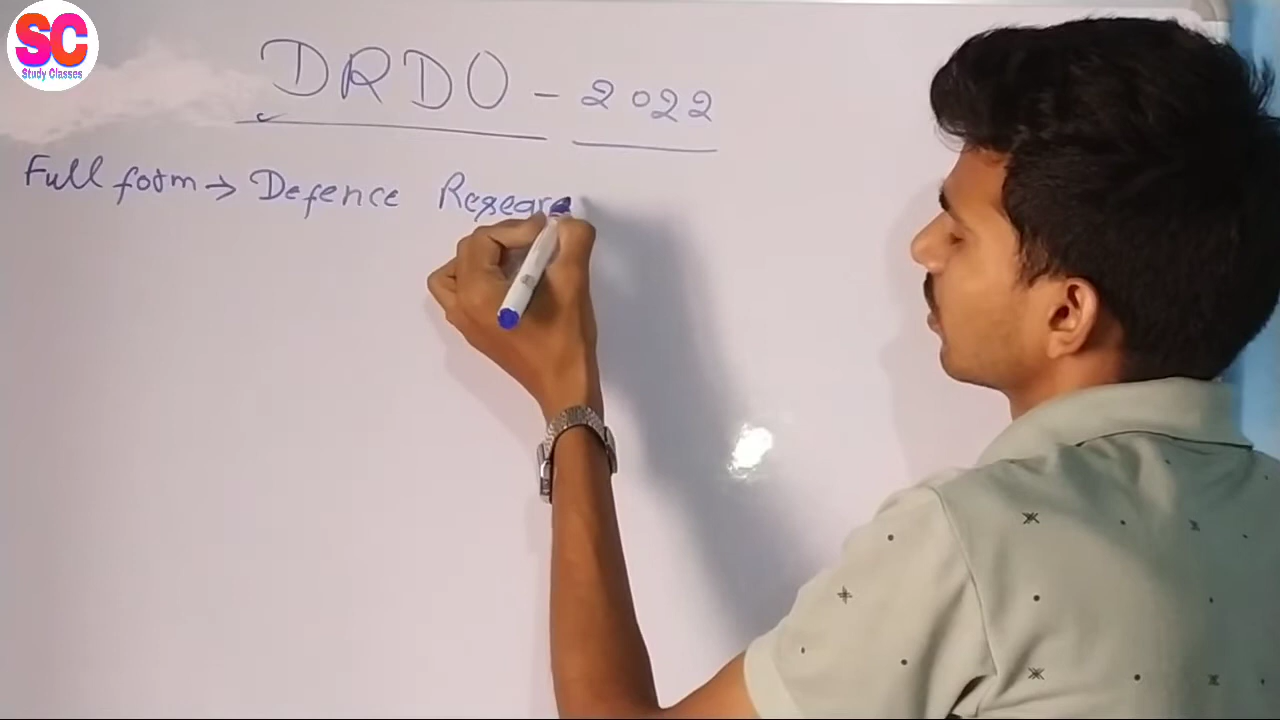 SC
Study Classes
DRDO - 2022
Full form → Defence Resear